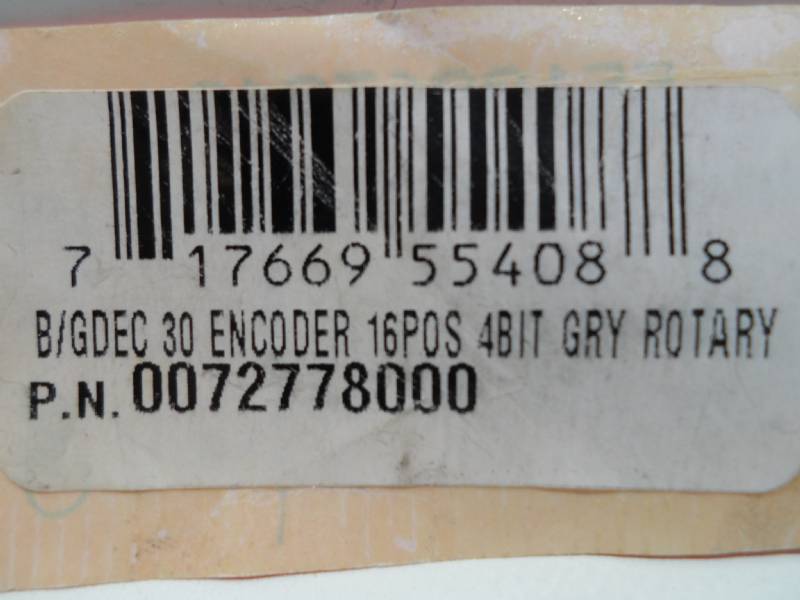 7 17669 55408 8
B/GDEC 30 ENCODER 16POS 4BIT GRY ROTARY
P.N. 0072778000